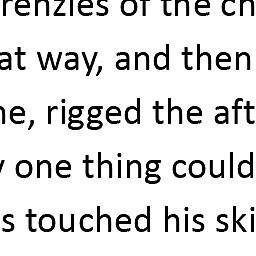 renzies of the ch
at way, and then
ne, rigged the aft
y one thing could
s touched his ski